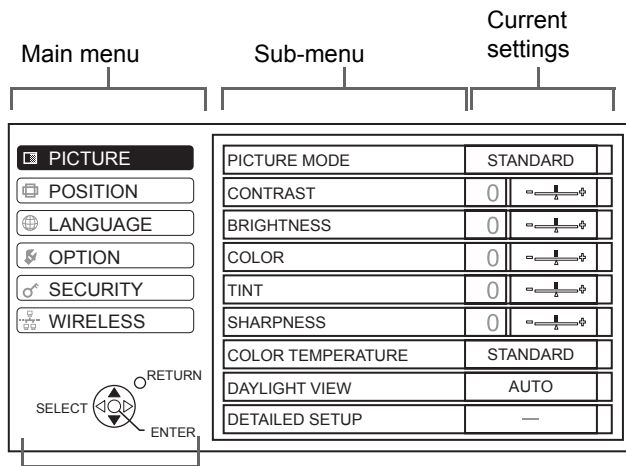 Main menu
Sub-menu
Current
settings
PICTURE
POSITION
LANGUAGE
OPTION
SECURITY
WIRELESS
RETURN
SELECT
ENTER
PICTURE MODE STANDARD
CONTRAST 0 - +
BRIGHTNESS 0 - +
COLOR 0 - +
TINT 0 - +
SHARPNESS 0 - +
COLOR TEMPERATURE STANDARD
DAYLIGHT VIEW AUTO
DETAILED SETUP —